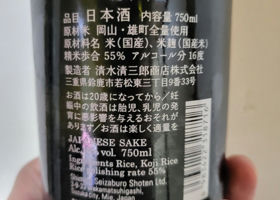 品目 日本酒 内容量 750ml
原料米 岡山・雄町全量使用
原材料名 米(国産)、米麹(国産米)
精米歩合 55% アルコール分 16度
製造者 清水清三郎商店株式会社
三重県鈴鹿市若松東三丁目9番33号
お酒は20歳になってから/妊
娠中の飲酒は胎児、乳児の発
育に悪影響を与えるおそれが
あります/お酒は楽しく適量を
JAPANESE SAKE
vol. 750ml
Ingredients Rice, Koji Rice
Rice polishing rate 55%
Seizaburo Shoten Ltd.
Wakamatsuhigashi,
Suzuka City, Mie, Japan